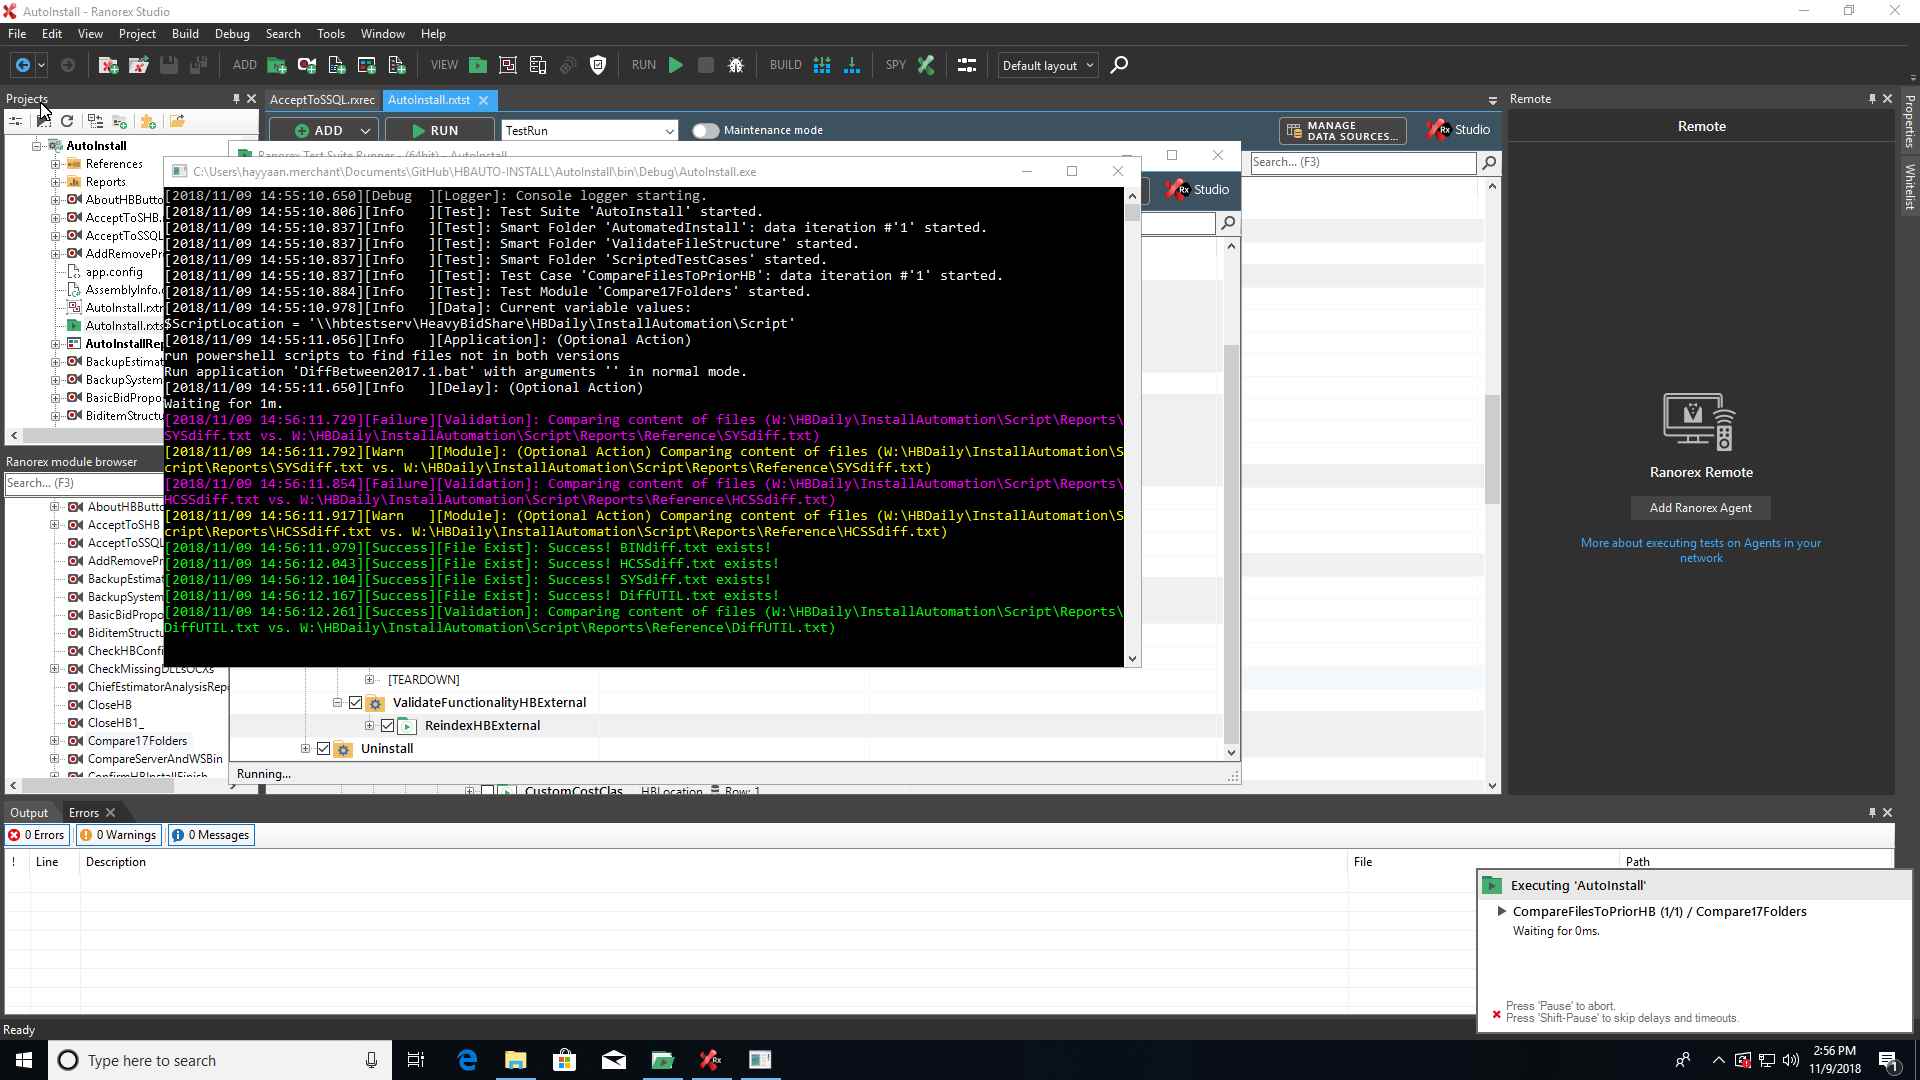 AutoInstall - Ranorex Studio
File Edit View Project Build Debug Search Tools Window Help
ADD VIEW RUN BUILD SPY Default layout
Projects AcceptToSSQL.rxrec AutoInstall.rxtst Remote
ADD RUN TestRun Maintenance mode MANAGE DATA SOURCES... Studio
Remote
Properties
Whitelist
Search... (F3)
AutoInstall
References
Reports
AboutHBButto
AcceptToSHB.
AcceptToSSQL
AddRemovePr
app.config
AssemblyInfo.
AutoInstall.rxtr
AutoInstall.rxts
AutoInstallRep
BackupEstimat
BackupSystem
BasicBidPropo
BiditemStructu
Ranorex Test Suite Runner - (64bit) - AutoInstall
Studio
C:\Users\hayyaan.merchant\Documents\GitHub\HBAUTO-INSTALL\AutoInstall\bin\Debug\AutoInstall.exe
[2018/11/09 14:55:10.650][Debug  ][Logger]: Console logger starting.
[2018/11/09 14:55:10.806][Info   ][Test]: Test Suite 'AutoInstall' started.
[2018/11/09 14:55:10.837][Info   ][Test]: Smart Folder 'AutomatedInstall': data iteration #'1' started.
[2018/11/09 14:55:10.837][Info   ][Test]: Smart Folder 'ValidateFileStructure' started.
[2018/11/09 14:55:10.837][Info   ][Test]: Smart Folder 'ScriptedTestCases' started.
[2018/11/09 14:55:10.837][Info   ][Test]: Test Case 'CompareFilesToPriorHB': data iteration #'1' started.
[2018/11/09 14:55:10.884][Info   ][Test]: Test Module 'Compare17Folders' started.
[2018/11/09 14:55:10.978][Info   ][Data]: Current variable values:
$ScriptLocation = '\\hbtestserv\HeavyBidShare\HBDaily\InstallAutomation\Script'
[2018/11/09 14:55:11.056][Info   ][Application]: (Optional Action)
run powershell scripts to find files not in both versions
Run application 'DiffBetween2017.1.bat' with arguments '' in normal mode.
[2018/11/09 14:55:11.650][Info   ][Delay]: (Optional Action)
Waiting for 1m.
[2018/11/09 14:56:11.729][Failure][Validation]: Comparing content of files (W:\HBDaily\InstallAutomation\Script\Reports\
SYSdiff.txt vs. W:\HBDaily\InstallAutomation\Script\Reports\Reference\SYSdiff.txt)
[2018/11/09 14:56:11.792][Warn   ][Module]: (Optional Action) Comparing content of files (W:\HBDaily\InstallAutomation\S
cript\Reports\SYSdiff.txt vs. W:\HBDaily\InstallAutomation\Script\Reports\Reference\SYSdiff.txt)
[2018/11/09 14:56:11.854][Failure][Validation]: Comparing content of files (W:\HBDaily\InstallAutomation\Script\Reports\
HCSSdiff.txt vs. W:\HBDaily\InstallAutomation\Script\Reports\Reference\HCSSdiff.txt)
[2018/11/09 14:56:11.917][Warn   ][Module]: (Optional Action) Comparing content of files (W:\HBDaily\InstallAutomation\S
cript\Reports\HCSSdiff.txt vs. W:\HBDaily\InstallAutomation\Script\Reports\Reference\HCSSdiff.txt)
[2018/11/09 14:56:11.979][Success][File Exist]: Success! BINdiff.txt exists!
[2018/11/09 14:56:12.043][Success][File Exist]: Success! HCSSdiff.txt exists!
[2018/11/09 14:56:12.104][Success][File Exist]: Success! SYSdiff.txt exists!
[2018/11/09 14:56:12.167][Success][File Exist]: Success! DiffUTIL.txt exists!
[2018/11/09 14:56:12.261][Success][Validation]: Comparing content of files (W:\HBDaily\InstallAutomation\Script\Reports\
DiffUTIL.txt vs. W:\HBDaily\InstallAutomation\Script\Reports\Reference\DiffUTIL.txt)
Ranorex Remote
Add Ranorex Agent
More about executing tests on Agents in your
network
Ranorex module browser
Search... (F3)
AboutHBButto
AcceptToSHB
AcceptToSSQL
AddRemovePr
BackupEstimat
BackupSystem
BasicBidPropo
BiditemStructu
CheckHBConfi
CheckMissingDLLsOCXs
ChiefEstimatorAnalysisRep
CloseHB
CloseHB1_
Compare17Folders
CompareServerAndWSBin
ConfirmHBInstallFinish
[TEARDOWN]
ValidateFunctionalityHBExternal
ReindexHBExternal
Uninstall
Running...
CustomCostClas HBLocation Row: 1
Output Errors
0 Errors 0 Warnings 0 Messages
! Line Description File Path
Executing 'AutoInstall'
CompareFilesToPriorHB (1/1) / Compare17Folders
Waiting for 0ms.
Press 'Pause' to abort.
Press 'Shift-Pause' to skip delays and timeouts.
Ready
Type here to search
2:56 PM
11/9/2018
1